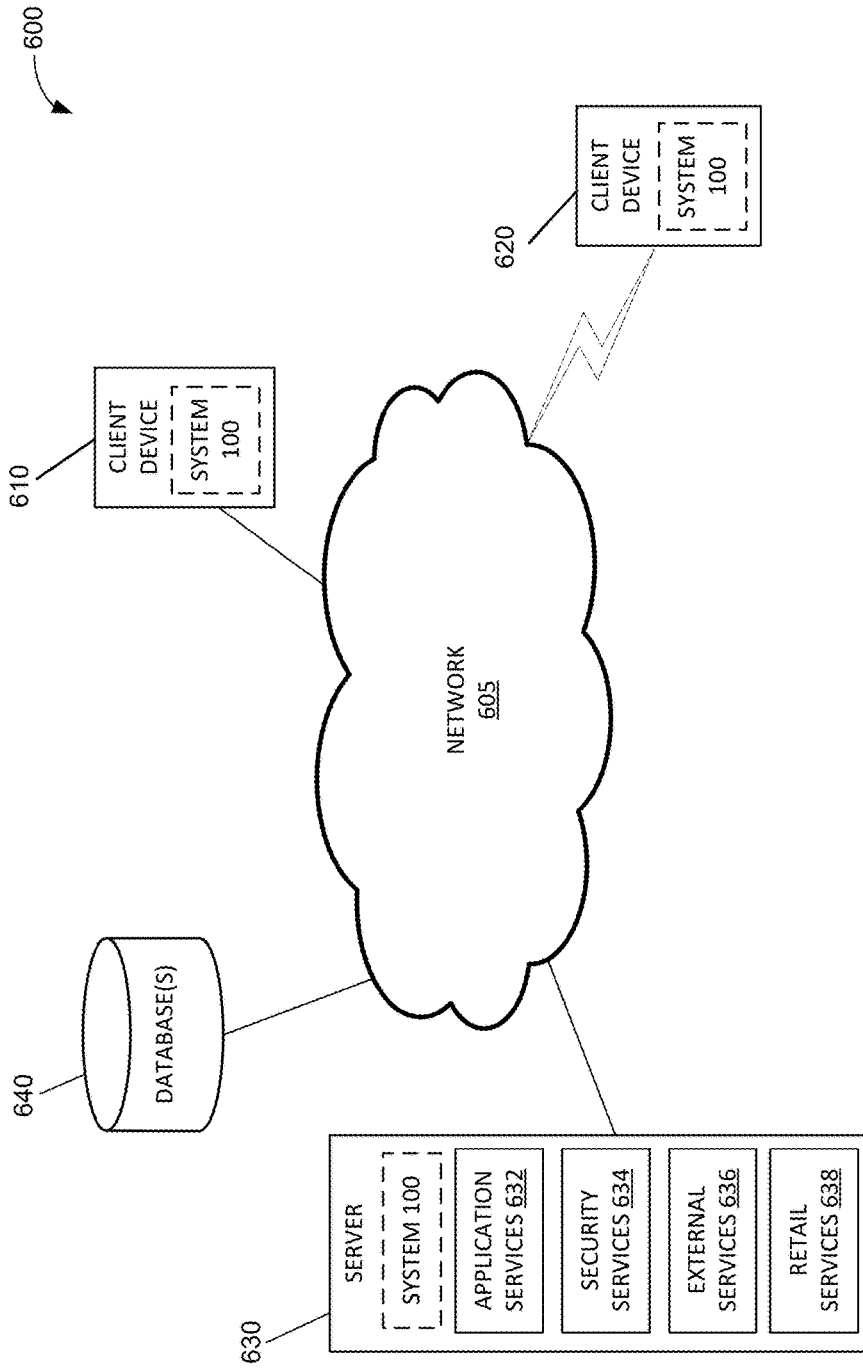 600
640
DATABASE(S)
610
CLIENT
DEVICE
SYSTEM
100
620
CLIENT
DEVICE
SYSTEM
100
NETWORK
605
630
SERVER
SYSTEM 100
APPLICATION
SERVICES 632
SECURITY
SERVICES 634
EXTERNAL
SERVICES 636
RETAIL
SERVICES 638